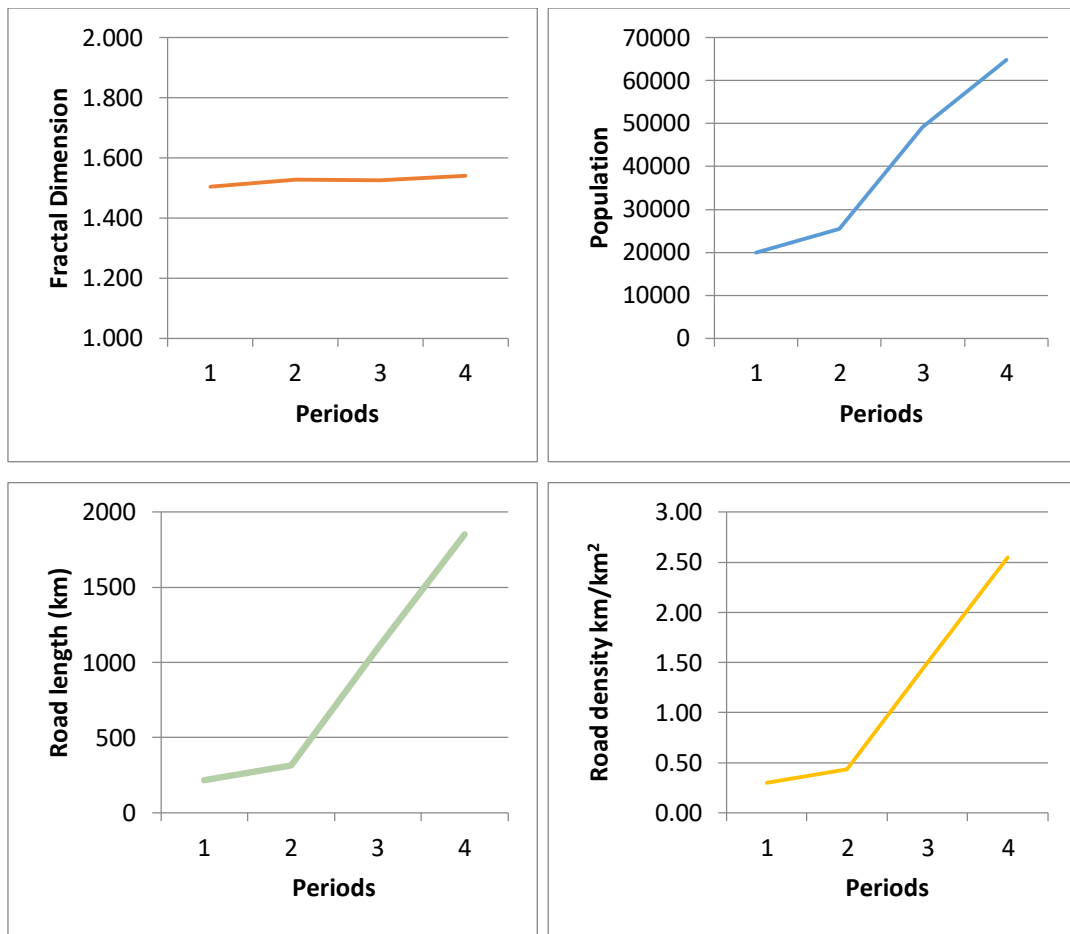 Fractal Dimension
2.000
1.800
1.600
1.400
1.200
1.000
1 2 3 4
Periods
Population
70000
60000
50000
40000
30000
20000
10000
0
1 2 3 4
Periods
Road length (km)
2000
1500
1000
500
0
1 2 3 4
Periods
Road density km/km²
3.00
2.50
2.00
1.50
1.00
0.50
0.00
1 2 3 4
Periods